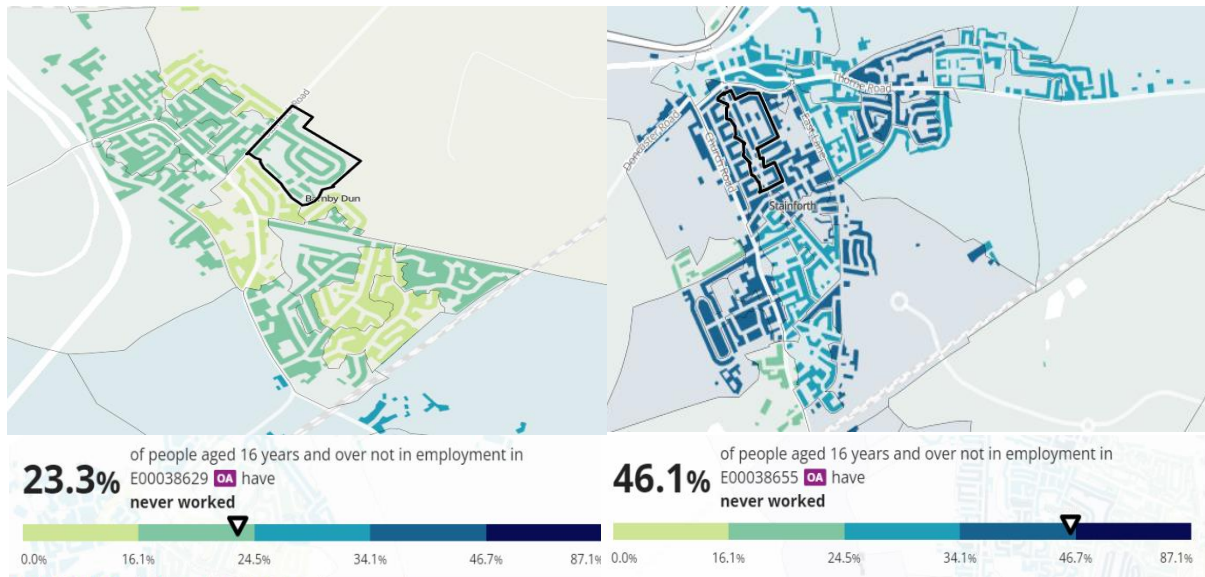 Road
Barnby Dun
Thorne Road
Doncaster Road
Church Road
East Lane
Stainforth
23.3%
of people aged 16 years and over not in employment in
E00038629 OA have
never worked
0.0% 16.1% 24.5% 34.1% 46.7% 87.1%
46.1%
of people aged 16 years and over not in employment in
E00038655 OA have
never worked
0.0% 16.1% 24.5% 34.1% 46.7% 87.1%